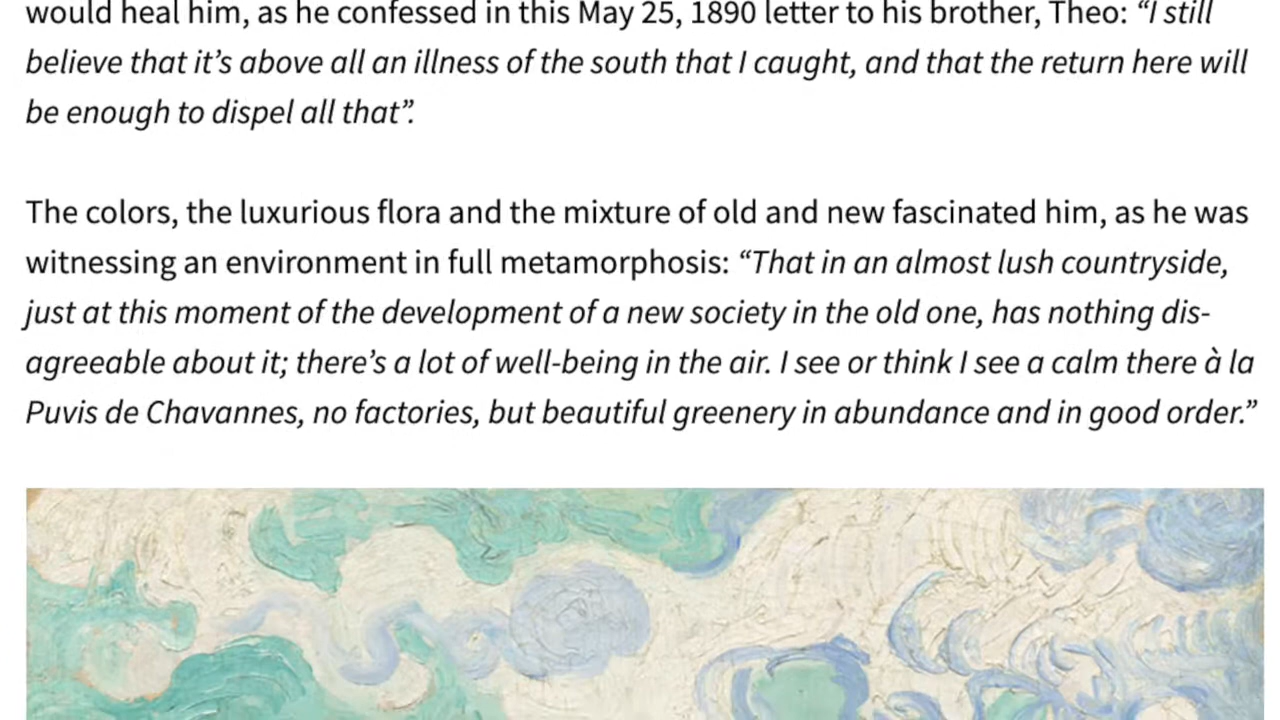 would heal him, as he confessed in this May 25, 1890 letter to his brother, Theo: “I still
believe that it’s above all an illness of the south that I caught, and that the return here will
be enough to dispel all that”.
The colors, the luxurious flora and the mixture of old and new fascinated him, as he was
witnessing an environment in full metamorphosis: “That in an almost lush countryside,
just at this moment of the development of a new society in the old one, has nothing dis-
agreeable about it; there’s a lot of well-being in the air. I see or think I see a calm there à la
Puvis de Chavannes, no factories, but beautiful greenery in abundance and in good order.”